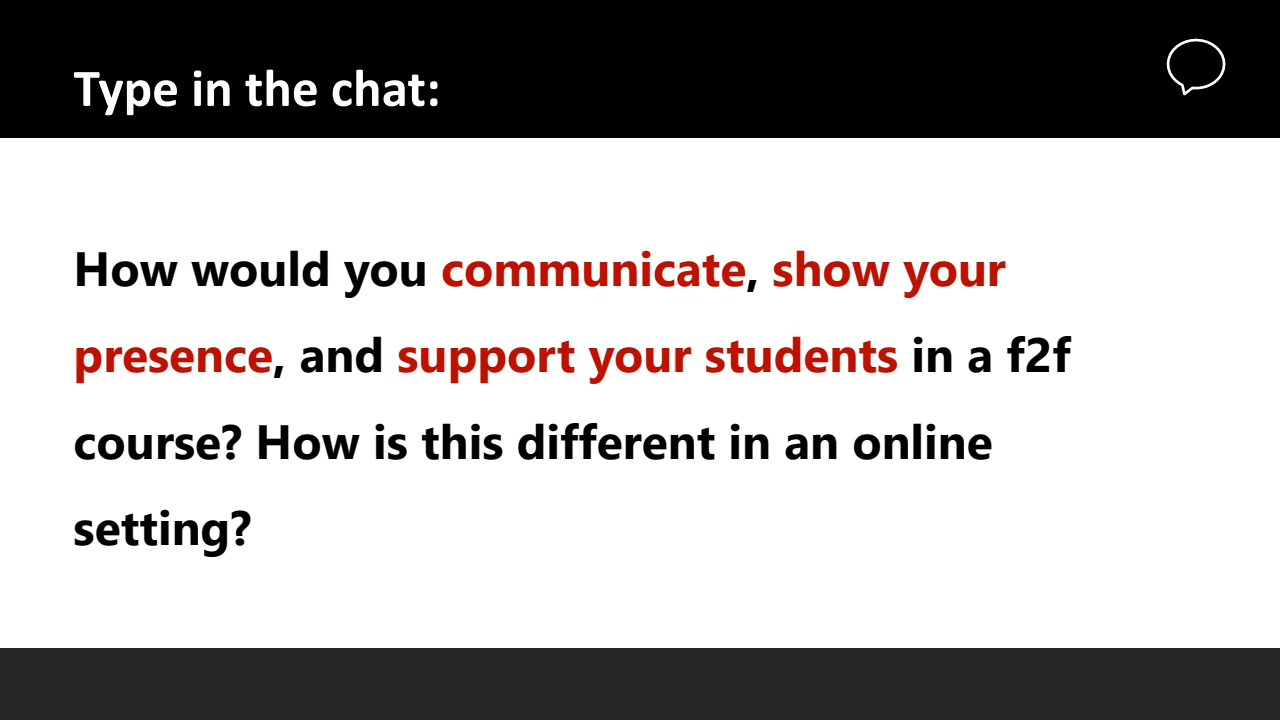 Type in the chat:
How would you communicate, show your
presence, and support your students in a f2f
course? How is this different in an online
setting?